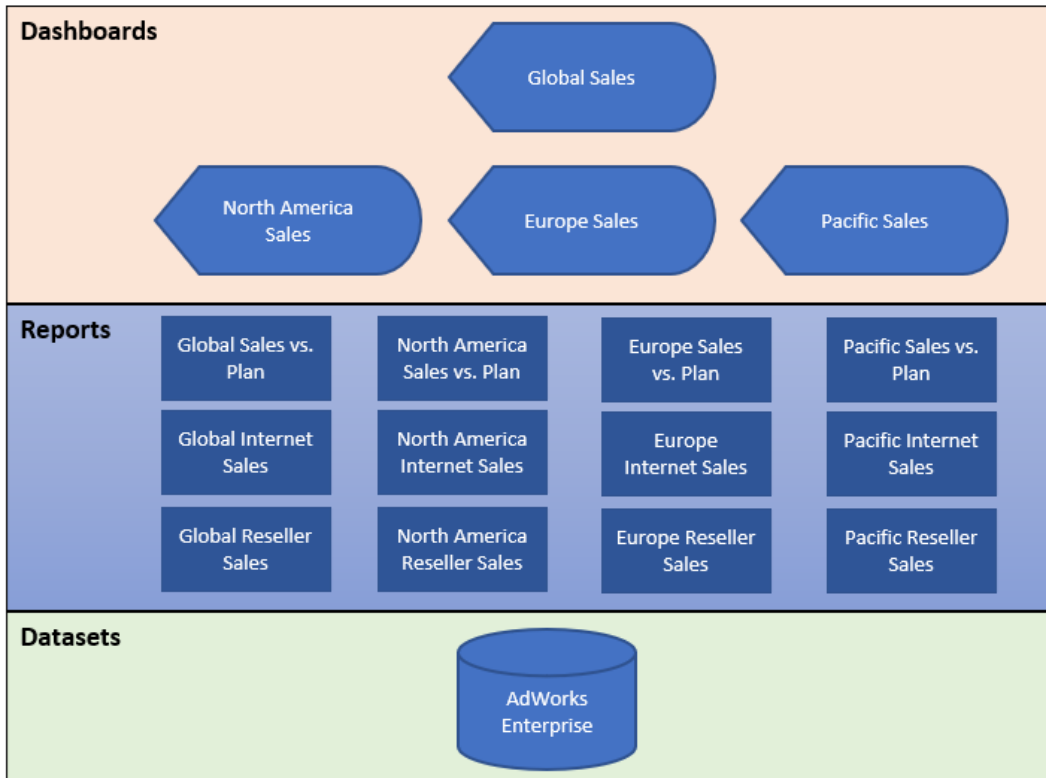 Dashboards
Global Sales
North America
Sales
Europe Sales
Pacific Sales
Reports
Global Sales vs.
Plan
North America
Sales vs. Plan
Europe Sales
vs. Plan
Pacific Sales vs.
Plan
Global Internet
Sales
North America
Internet Sales
Europe
Internet Sales
Pacific Internet
Sales
Global Reseller
Sales
North America
Reseller Sales
Europe Reseller
Sales
Pacific Reseller
Sales
Datasets
AdWorks
Enterprise